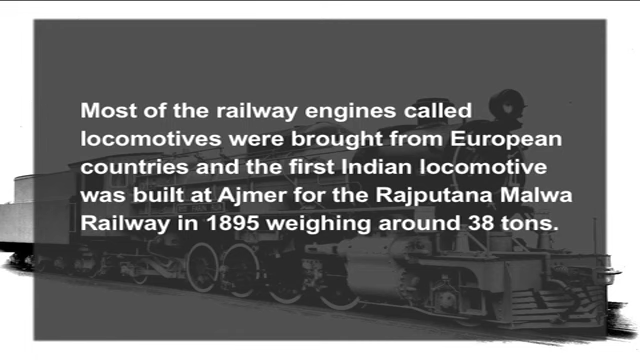 Most of the railway engines called
locomotives were brought from European
countries and the first Indian locomotive
was built at Ajmer for the Rajputana Malwa
Railway in 1895 weighing around 38 tons.